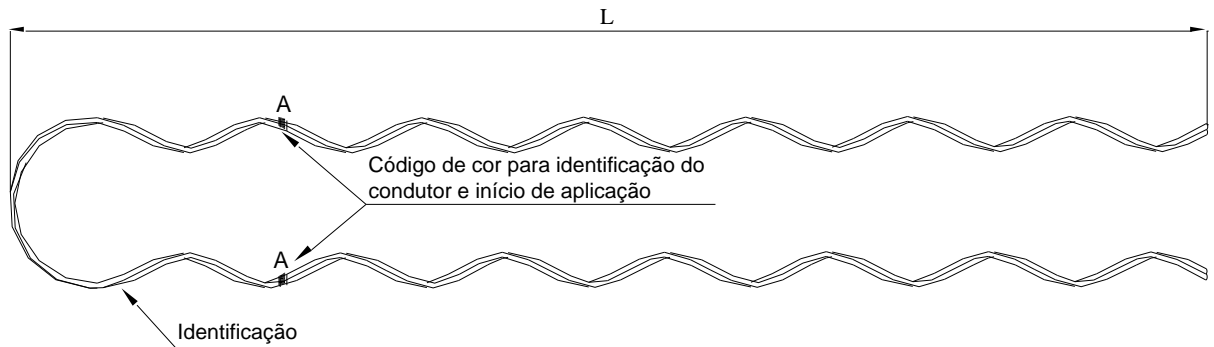 L
A
Código de cor para identificação do
condutor e início de aplicação
A
Identificação